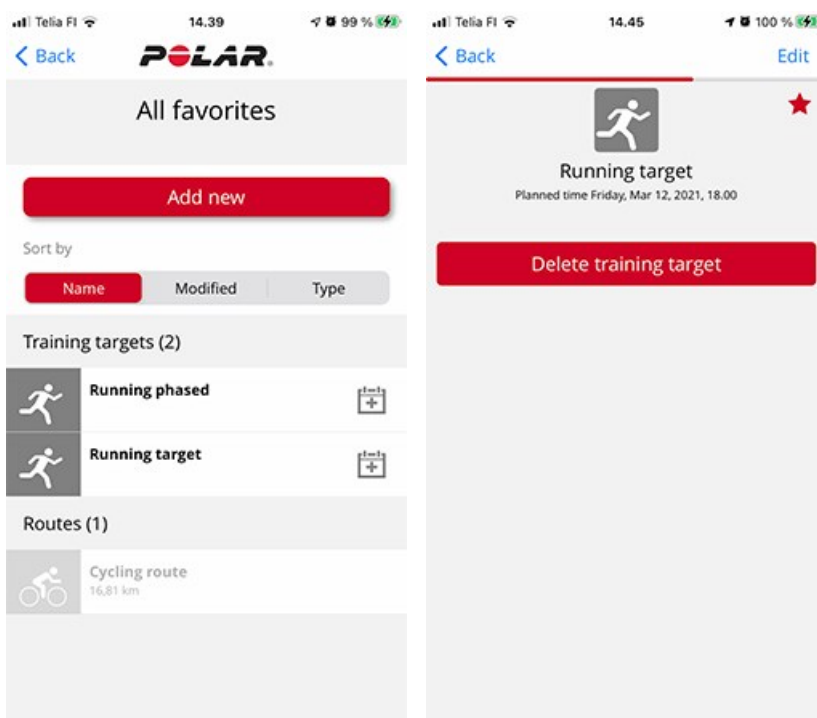 Telia FI 14.39 99 %
Back POLAR
All favorites
Add new
Sort by
Name Modified Type
Training targets (2)
Running phased
Running target
Routes (1)
Cycling route
16,81 km
Telia FI 14.45 100 %
Back Edit
Running target
Planned time Friday, Mar 12, 2021, 18.00
Delete training target